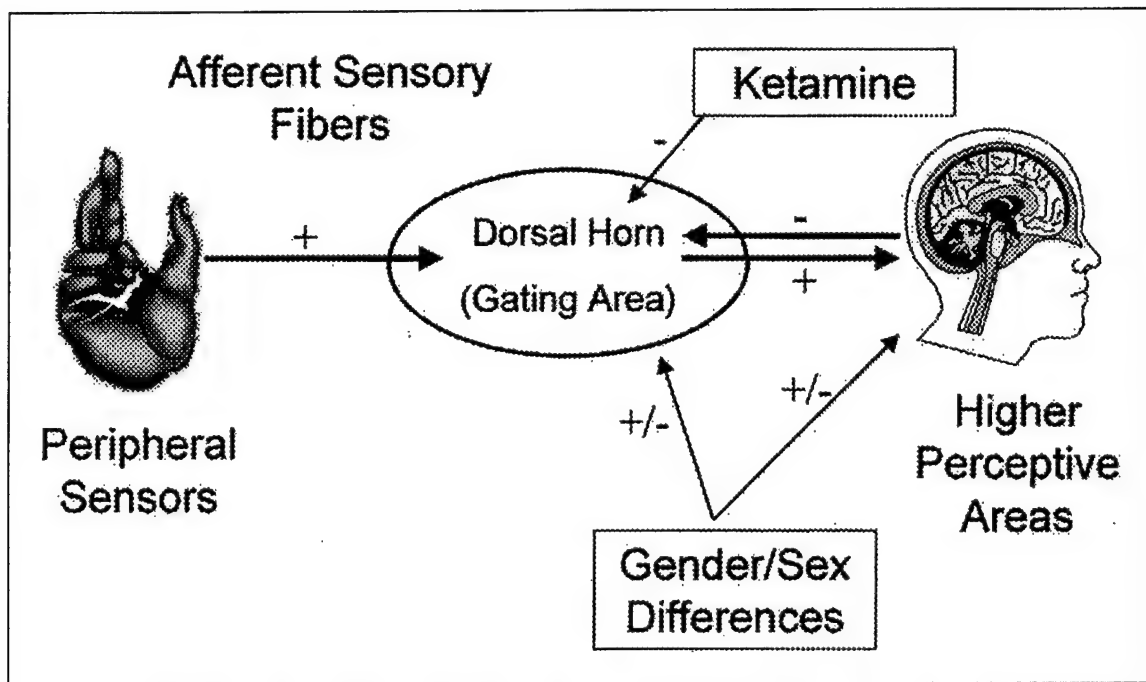 Afferent Sensory
Fibers
Ketamine
-
+
Dorsal Horn
(Gating Area)
-
+
+/-
+/-
Peripheral
Sensors
Higher
Perceptive
Areas
Gender/Sex
Differences